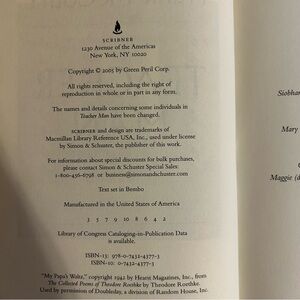 SCRIBNER
1230 Avenue of the Americas
New York, NY 10020
Copyright © 2005 by Green Peril Corp.
All rights reserved, including the right of
reproduction in whole or in part in any form.
The names and details concerning some individuals in
Teacher Man have been changed.
SCRIBNER and design are trademarks of
Macmillan Library Reference USA, Inc., used under license
by Simon & Schuster, the publisher of this work.
For information about special discounts for bulk purchases,
please contact Simon & Schuster Special Sales:
1-800-456-6798 or business@simonandschuster.com
Text set in Bembo
Manufactured in the United States of America
3 5 7 9 10 8 6 4 2
Library of Congress Cataloging-in-Publication Data
is available.
ISBN-13: 978-0-7432-4377-3
ISBN-10: 0-7432-4377-3
"My Papa's Waltz," copyright 1942 by Hearst Magazines, Inc., from
The Collected Poems of Theodore Roethke by Theodore Roethke.
Used by permission of Doubleday, a division of Random House, Inc.
Siobhan
Mary
Maggie (d